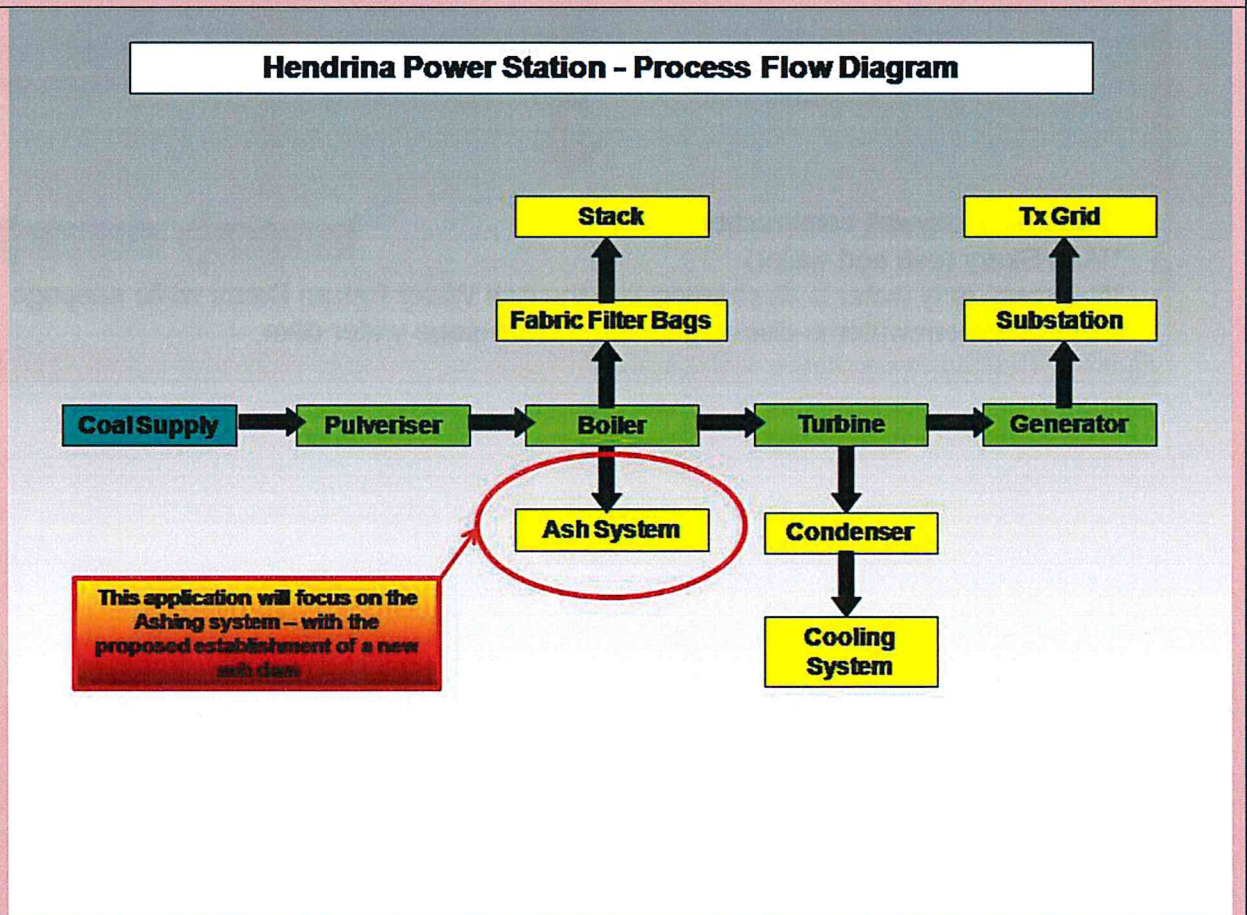 Hendrina Power Station - Process Flow Diagram
Stack
Tx Grid
Fabric Filter Bags
Substation
Coal Supply
Pulveriser
Boiler
Turbine
Generator
Ash System
Condenser
This application will focus on the
Ashing system – with the
proposed establishment of a new
ash dam
Cooling
System